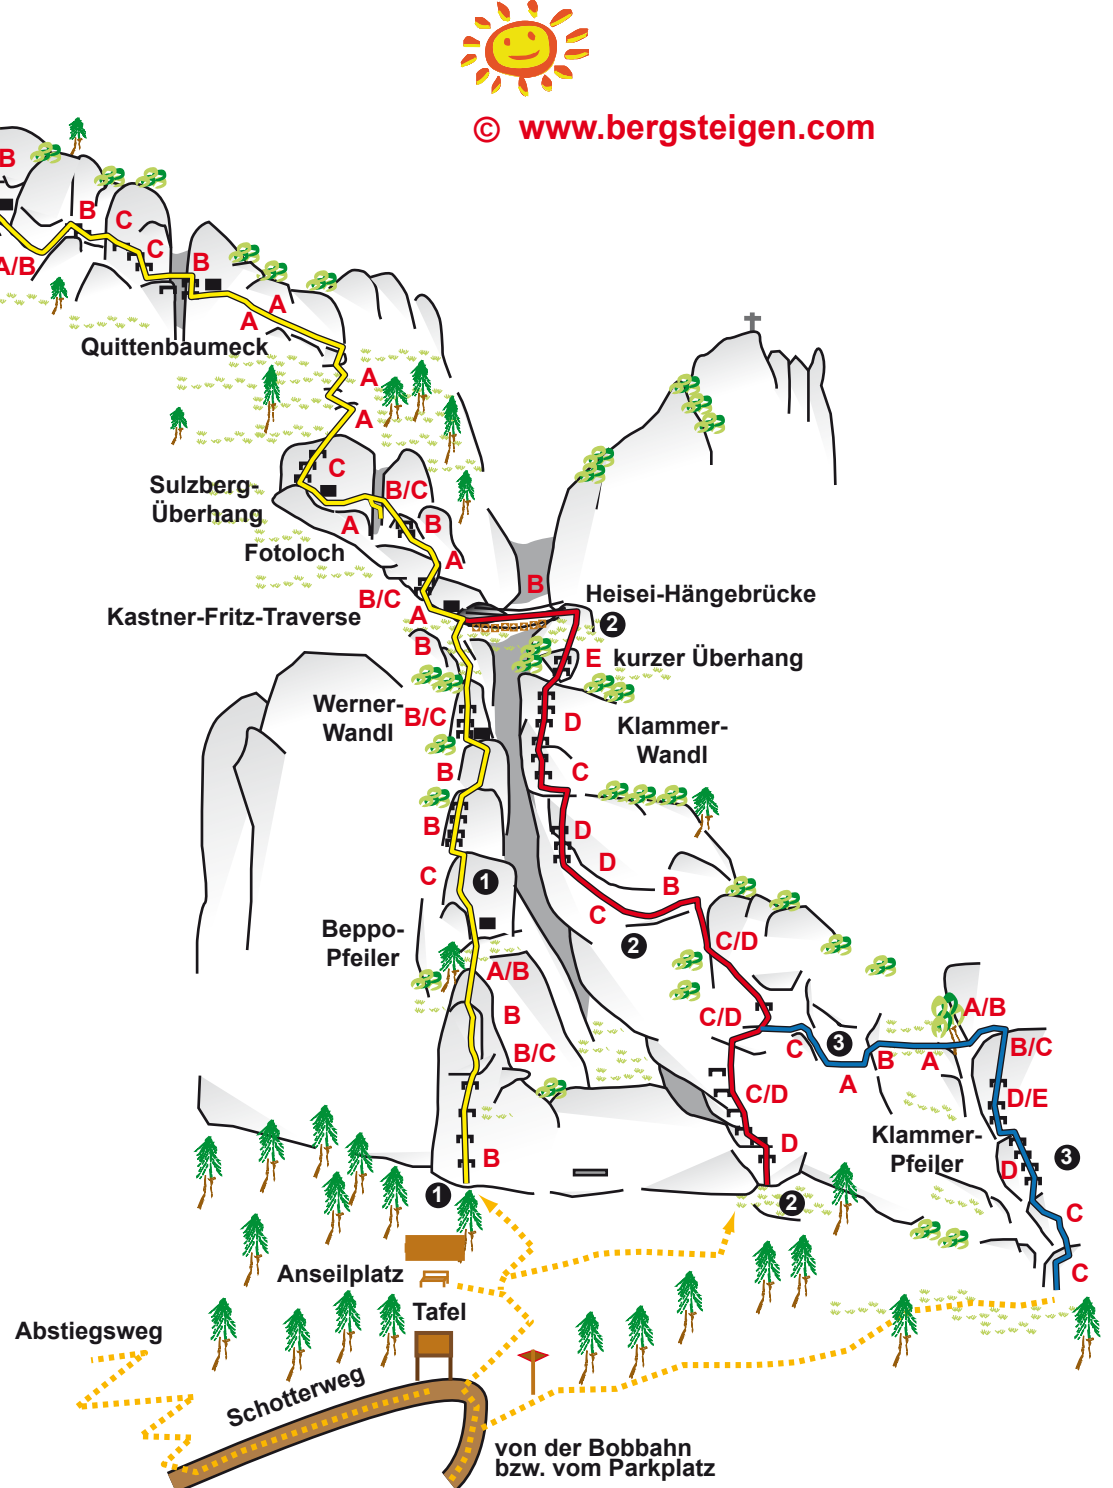 © www.bergsteigen.com
B
B
C
C
B
A/B
A
A
Quittenbaumeck
A
A
C
Sulzberg-
Überhang
B/C
B
A
Fotoloch
A
B
B/C
A
Heisei-Hängebrücke
2
Kastner-Fritz-Traverse
B
E
kurzer Überhang
Werner-
Wandl
B/C
D
Klammer-
Wandl
B
C
B
D
D
C
1
B
C
Beppo-
Pfeiler
2
C/D
A/B
B
C/D
B/C
A/B
3
C
B
A
A
B/C
C/D
D/E
Klammer-
Pfeiler
D
B
D
3
1
2
C
C
Anseilplatz
Tafel
Abstiegsweg
Schotterweg
von der Bobbahn
bzw. vom Parkplatz